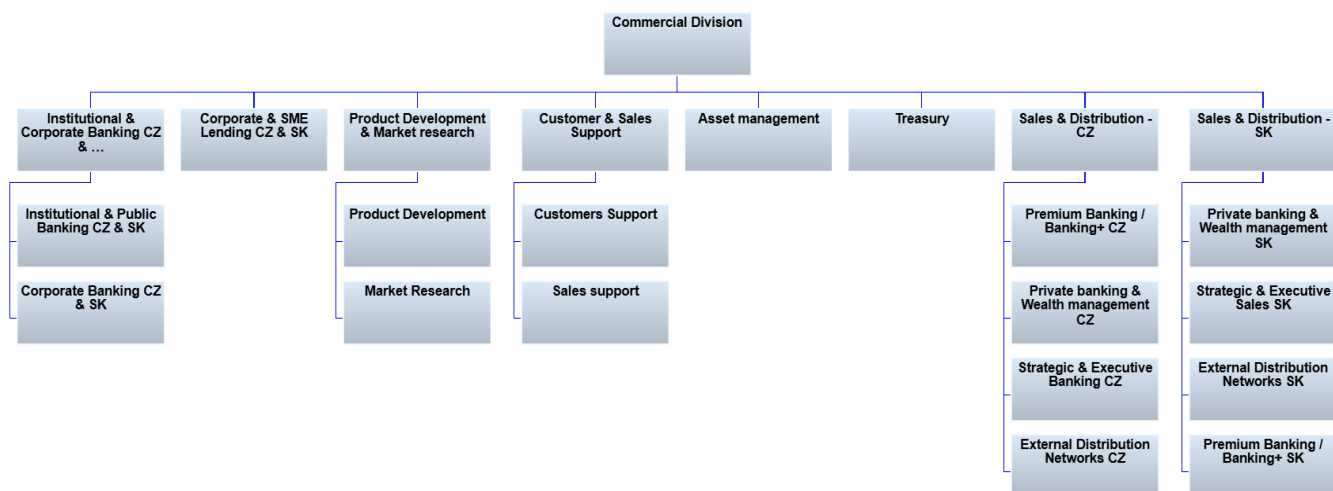 Commercial Division
Institutional &
Corporate Banking CZ
& ...
Corporate & SME
Lending CZ & SK
Product Development
& Market research
Customer & Sales
Support
Asset management
Treasury
Sales & Distribution -
CZ
Sales & Distribution -
SK
Institutional & Public
Banking CZ & SK
Corporate Banking CZ
& SK
Product Development
Market Research
Customers Support
Sales support
Premium Banking /
Banking+ CZ
Private banking &
Wealth management
CZ
Strategic & Executive
Banking CZ
External Distribution
Networks CZ
Private banking &
Wealth management
SK
Strategic & Executive
Sales SK
External Distribution
Networks SK
Premium Banking /
Banking+ SK